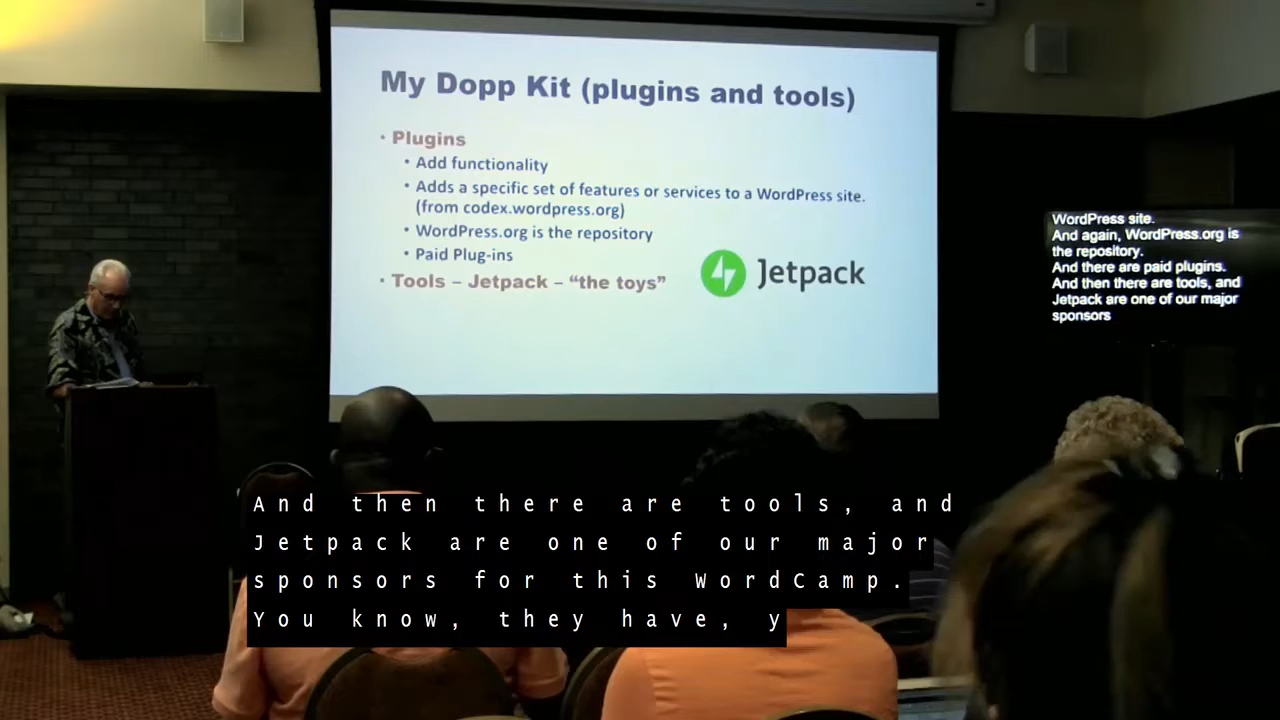 My Dopp Kit (plugins and tools)
• Plugins
• Add functionality
• Adds a specific set of features or services to a WordPress site.
(from codex.wordpress.org)
• WordPress.org is the repository
• Paid Plug-ins
• Tools – Jetpack – “the toys”
Jetpack
WordPress site.
And again, WordPress.org is
the repository.
And there are paid plugins.
And then there are tools, and
Jetpack are one of our major
sponsors
And then there are tools, and
Jetpack are one of our major
sponsors for this WordCamp.
You know, they have, y